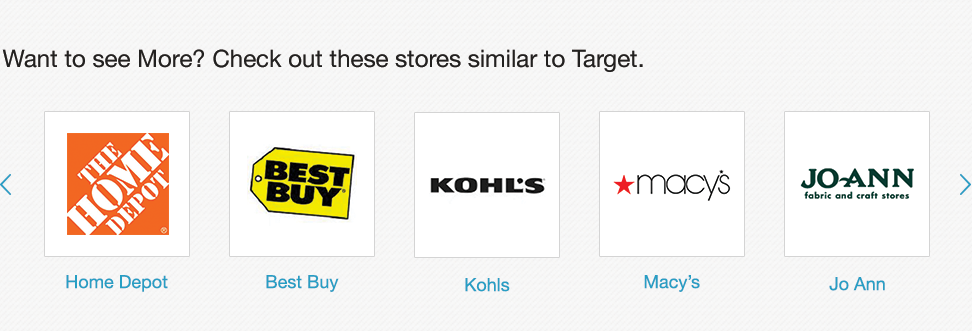 Want to see More? Check out these stores similar to Target.
THE
HOME
DEPOT
BEST
BUY
KOHL'S
macy's
JO-ANN
fabric and craft stores
Home Depot
Best Buy
Kohls
Macy’s
Jo Ann